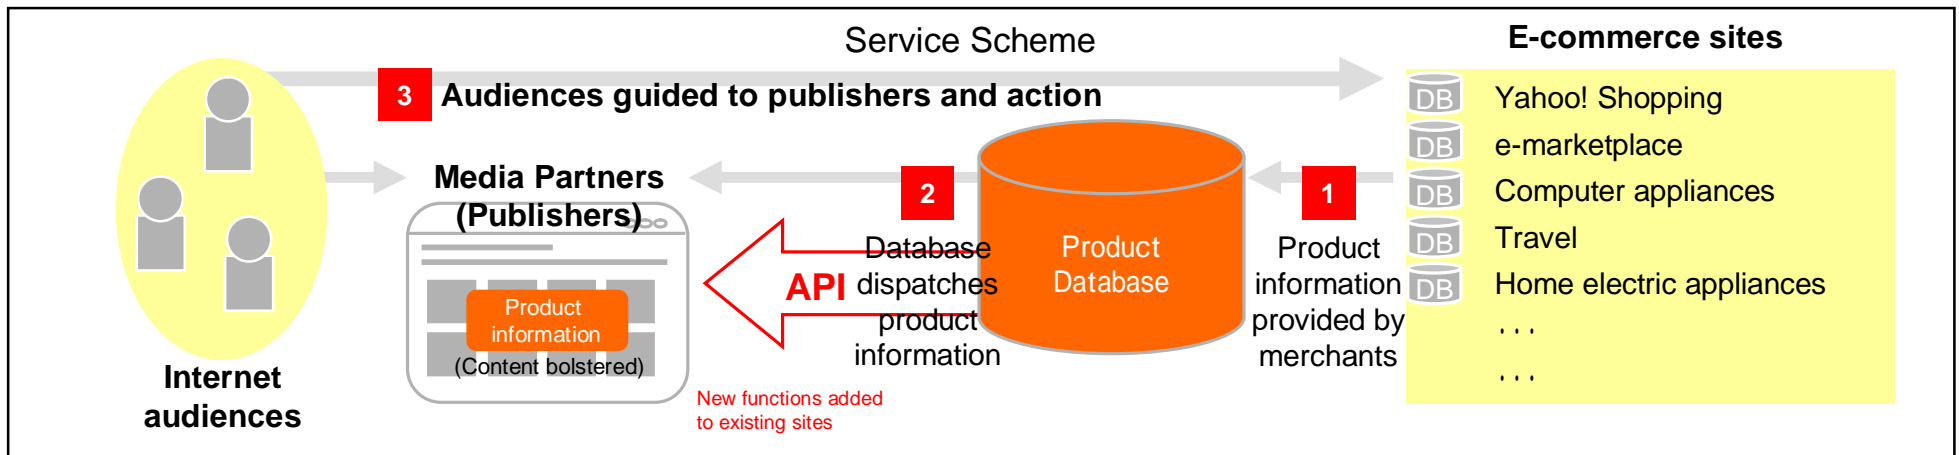 Service Scheme
E-commerce sites
3
Audiences guided to publishers and action
DB
Yahoo! Shopping
DB
e-marketplace
DB
Computer appliances
DB
Travel
DB
Home electric appliances
...
...
Media Partners
(Publishers)
2
1
Database
dispatches
product
information
Product
Database
Product
information
provided by
merchants
API
Product
information
(Content bolstered)
New functions added
to existing sites
Internet
audiences